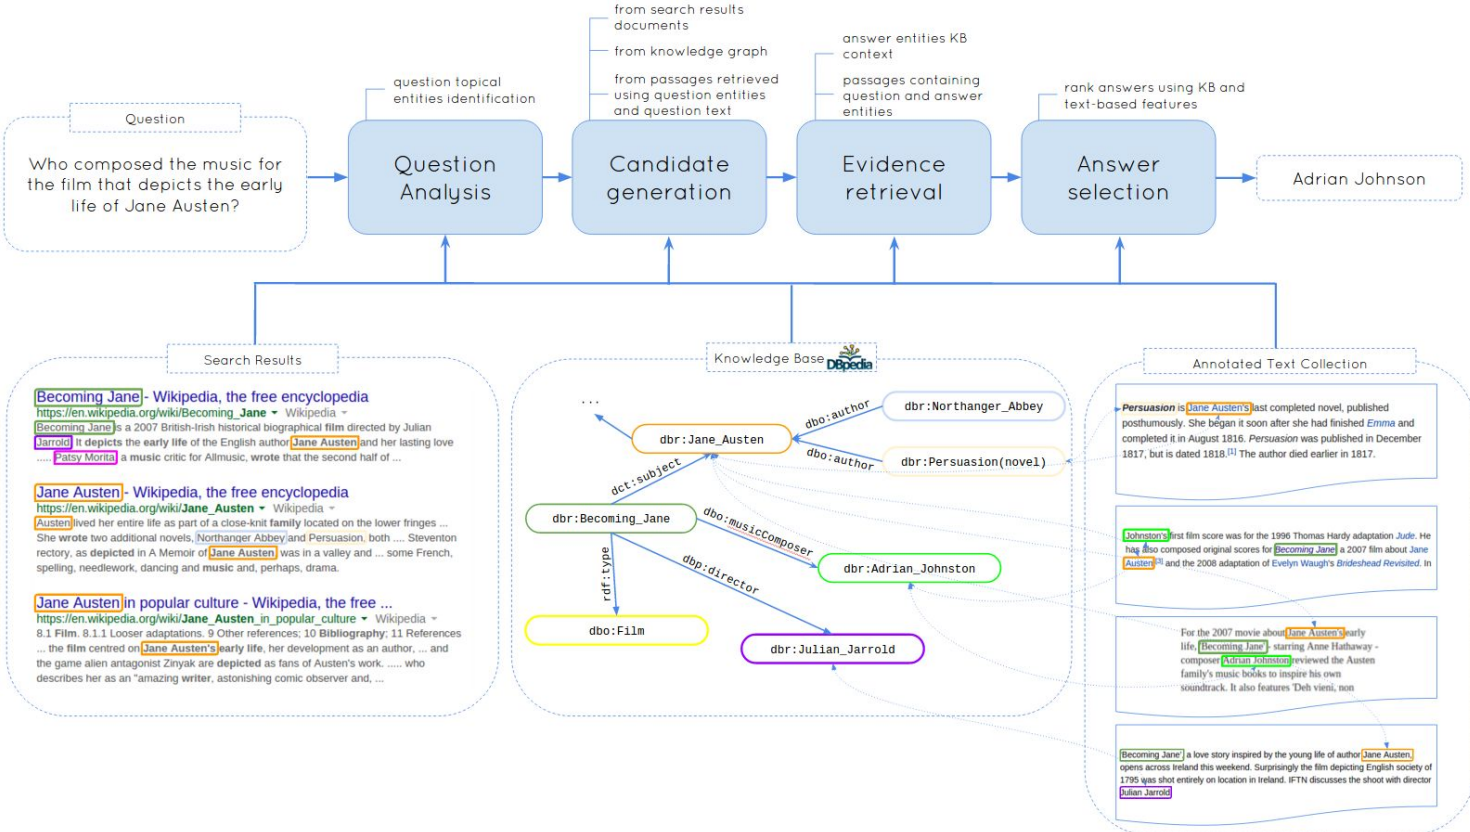 from search results
documents
from knowledge graph
from passages retrieved
using question entities
and question text
answer entities KB
context
passages containing
question and answer
entities
question topical
entities identification
rank answers using KB and
text-based features
Question
Who composed the music for
the film that depicts the early
life of Jane Austen?
Question
Analysis
Candidate
generation
Evidence
retrieval
Answer
selection
Adrian Johnson
Search Results
Becoming Jane - Wikipedia, the free encyclopedia
https://en.wikipedia.org/wiki/Becoming_Jane Wikipedia
Becoming Jane is a 2007 British-Irish historical biographical film directed by Julian
Jarrold. It depicts the early life of the English author Jane Austen and her lasting love
..... Patsy Morita, a music critic for Allmusic, wrote that the second half of ...
Jane Austen - Wikipedia, the free encyclopedia
https://en.wikipedia.org/wiki/Jane_Austen Wikipedia
Austen lived her entire life as part of a close-knit family located on the lower fringes ...
She wrote two additional novels, Northanger Abbey and Persuasion, both .... Steventon
rectory, as depicted in A Memoir of Jane Austen, was in a valley and ... some French,
spelling, needlework, dancing and music and, perhaps, drama.
Jane Austen in popular culture - Wikipedia, the free ...
https://en.wikipedia.org/wiki/Jane_Austen_in_popular_culture Wikipedia
8.1 Film. 8.1.1 Looser adaptations. 9 Other references; 10 Bibliography; 11 References
... the film centred on Jane Austen's early life, her development as an author, ... and
the game alien antagonist Zinyak are depicted as fans of Austen's work. ..... who
describes her as an "amazing writer, astonishing comic observer and, ...
Knowledge Base DBpedia
...
dbr:Jane_Austen
dbo:author
dbr:Northanger_Abbey
dbo:author
dbr:Persuasion(novel)
dct:subject
dbr:Becoming_Jane
dbo:musicComposer
dbr:Adrian_Johnston
rdf:type
dbp:director
dbo:Film
dbr:Julian_Jarrold
Annotated Text Collection
Persuasion is Jane Austen's last completed novel, published
posthumously. She began it soon after she had finished Emma and
completed it in August 1816. Persuasion was published in December
1817, but is dated 1818.[1] The author died earlier in 1817.
Johnston's first film score was for the 1996 Thomas Hardy adaptation Jude. He
has also composed original scores for Becoming Jane, a 2007 film about Jane
Austen[3] and the 2008 adaptation of Evelyn Waugh's Brideshead Revisited. In
For the 2007 movie about Jane Austen's early
life, 'Becoming Jane' - starring Anne Hathaway -
composer Adrian Johnston reviewed the Austen
family's music books to inspire his own
soundtrack. It also features 'Deh vieni, non
'Becoming Jane', a love story inspired by the young life of author Jane Austen,
opens across Ireland this weekend. Surprisingly the film depicting English society of
1795 was shot entirely on location in Ireland. IFTN discusses the shoot with director
Julian Jarrold